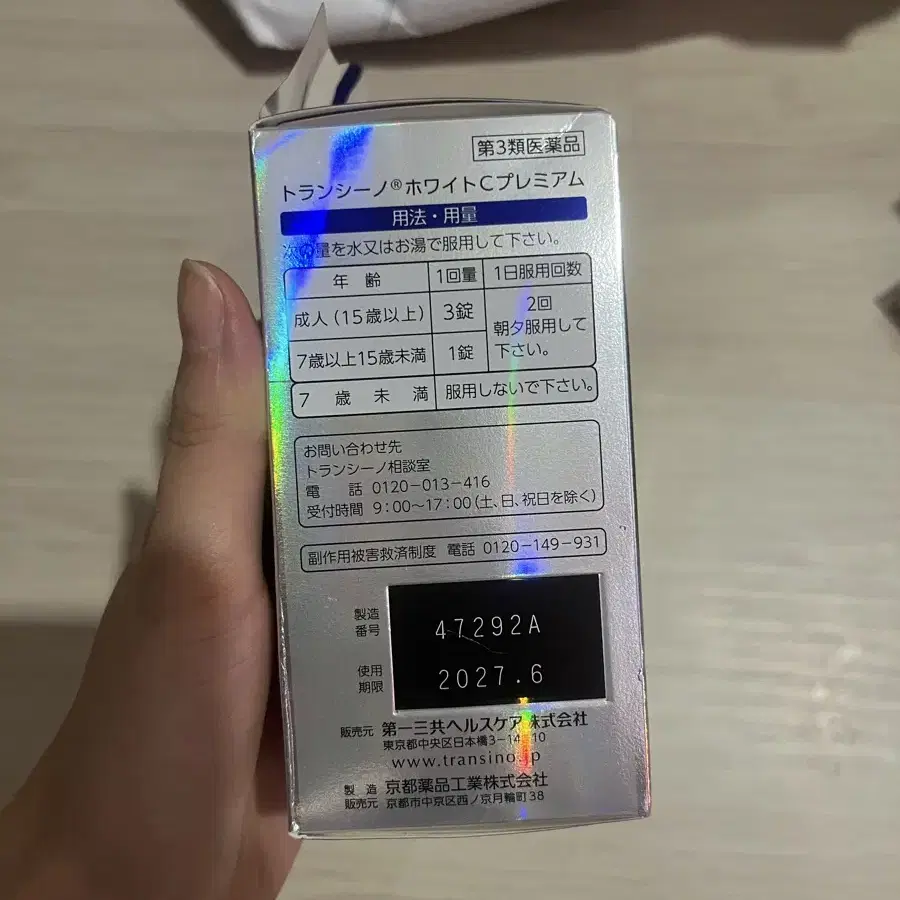 第3類医薬品
トランシーノ®ホワイトCプレミアム
用法・用量
次の量を水又はお湯で服用して下さい。
年 齢 1回量 1日服用回数
成人(15歳以上) 3錠 2回
朝夕服用して
7歳以上15歳未満 1錠 下さい。
7歳未満 服用しないで下さい。
お問い合わせ先
トランシーノ相談室
電 話 0120-013-416
受付時間 9:00〜17:00(土、日、祝日を除く)
副作用被害救済制度 電話 0120-149-931
製造
番号 47292A
使用
期限 2027.6
販売元 第一三共ヘルスケア株式会社
東京都中央区日本橋3-14-10
www.transino.jp
製 造
販売元 京都薬品工業株式会社
京都市中京区西ノ京月輪町38